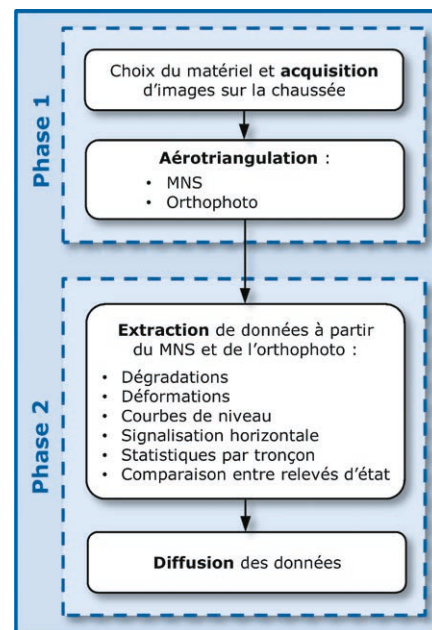 Phase 1
Choix du matériel et acquisition
d'images sur la chaussée
Aérotriangulation :
• MNS
• Orthophoto
Phase 2
Extraction de données à partir
du MNS et de l'orthophoto :
• Dégradations
• Déformations
• Courbes de niveau
• Signalisation horizontale
• Statistiques par tronçon
• Comparaison entre relevés d'état
Diffusion des données